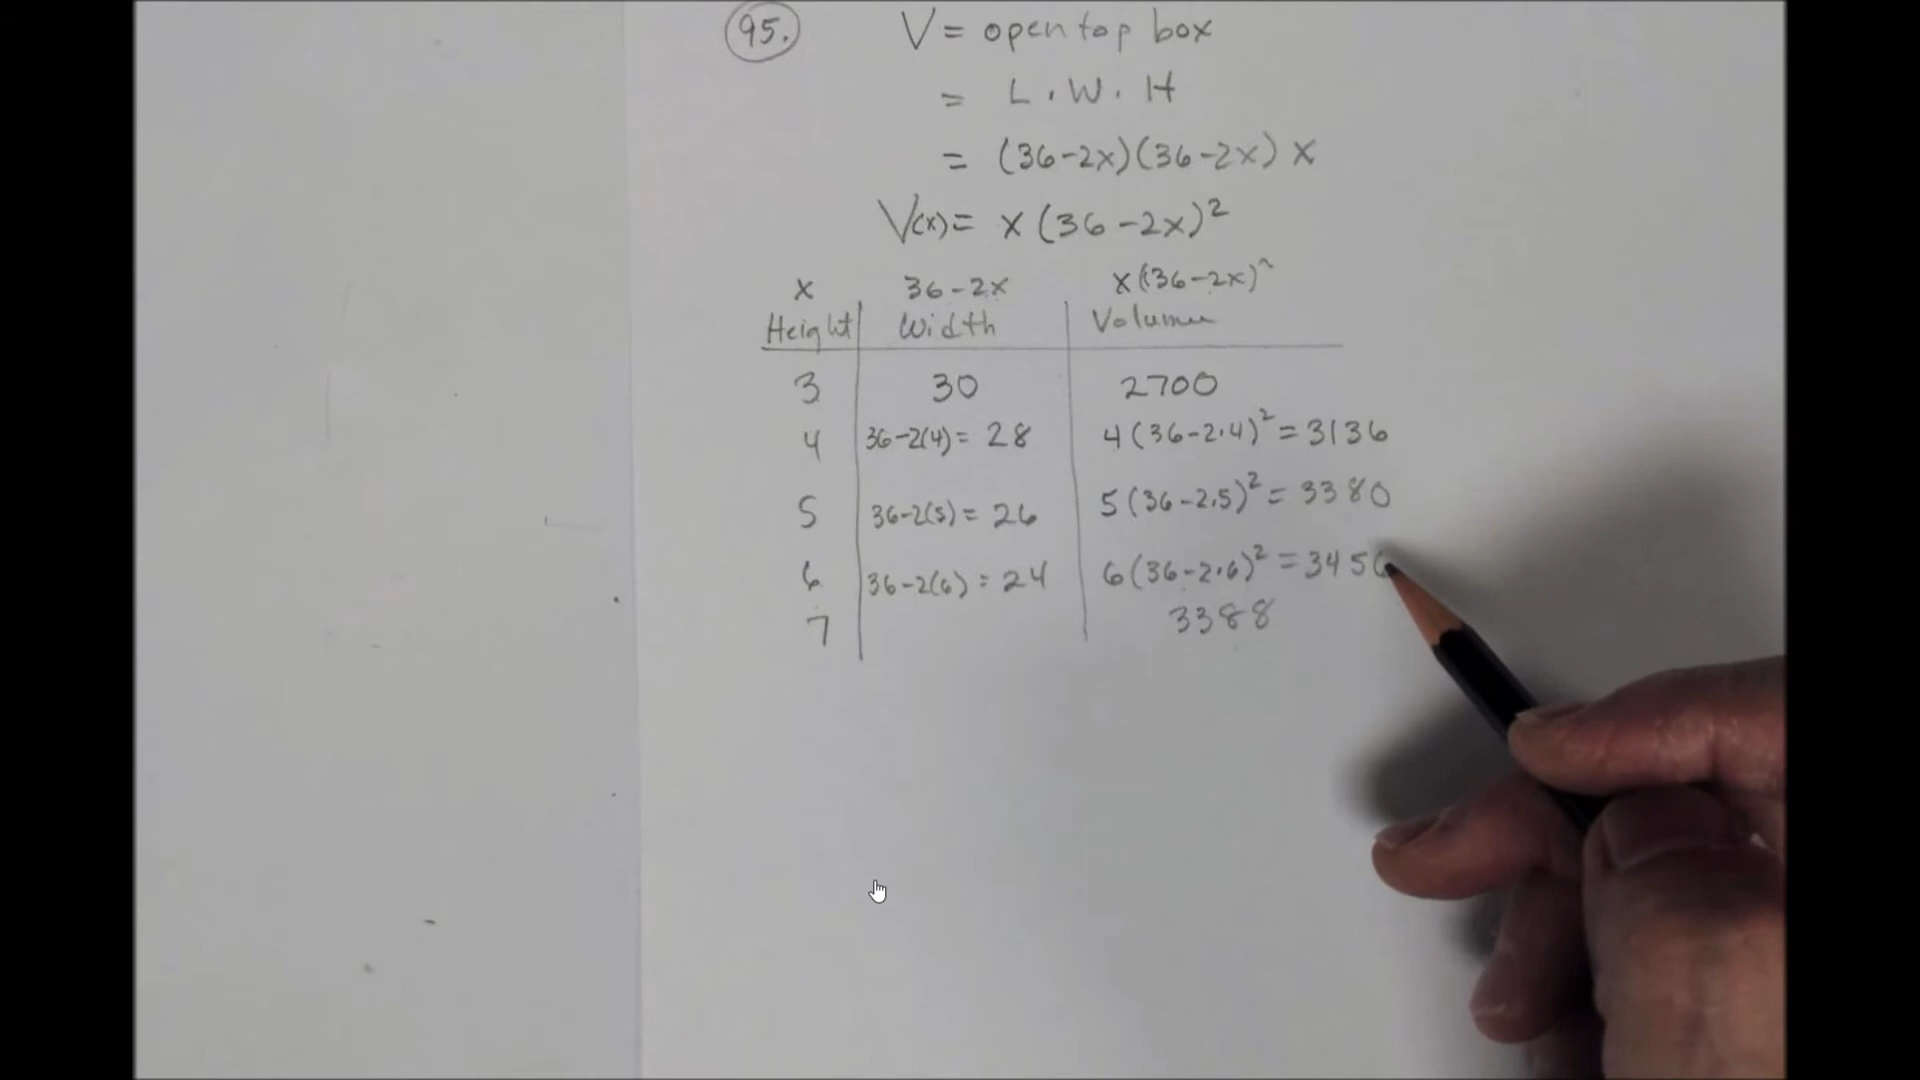 95. V = open top box
= L · W · H
= (36-2x)(36-2x) x
V(x) = x (36-2x)²
x 36-2x x(36-2x)²
Height Width Volume
3 30 2700
4 36-2(4) = 28 4(36-2·4)² = 3136
5 36-2(5) = 26 5(36-2·5)² = 3380
6 36-2(6) = 24 6(36-2·6)² = 3456
7 3388